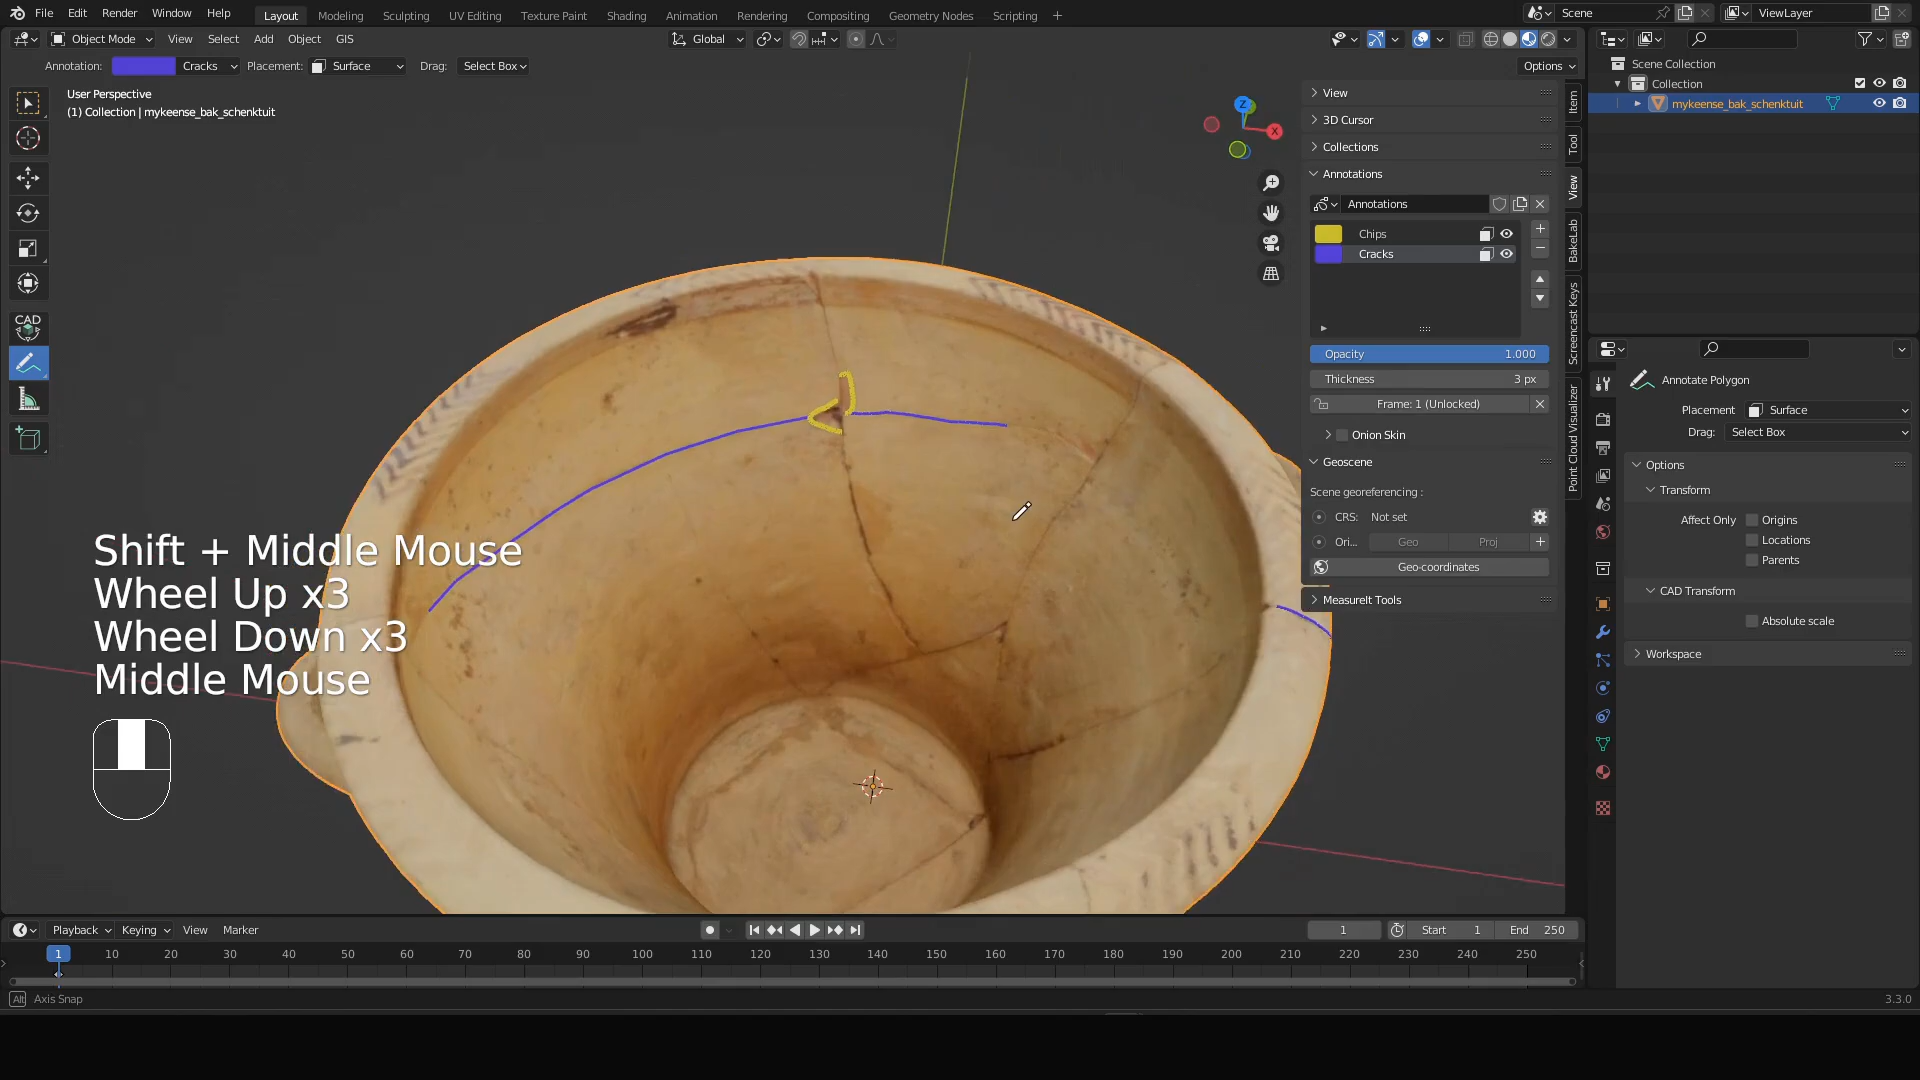 File Edit Render Window Help Layout Modeling Sculpting UV Editing Texture Paint Shading Animation Rendering Compositing Geometry Nodes Scripting + Scene ViewLayer
Object Mode View Select Add Object GIS Global
Annotation: Cracks Placement: Surface Drag: Select Box Options
User Perspective
(1) Collection | mykeense_bak_schenktuit
Z
X
CAD
Shift + Middle Mouse
Wheel Up x3
Wheel Down x3
Middle Mouse
View
3D Cursor
Collections
Annotations
Annotations
Chips
Cracks
Opacity 1.000
Thickness 3 px
Frame: 1 (Unlocked)
Onion Skin
Geoscene
Scene georeferencing :
CRS: Not set
Ori... Geo Proj
Geo-coordinates
MeasureIt Tools
Item
Tool
View
BakeLab
Screencast Keys
Point Cloud Visualizer
Scene Collection
Collection
mykeense_bak_schenktuit
Annotate Polygon
Placement Surface
Drag: Select Box
Options
Transform
Affect Only Origins
Locations
Parents
CAD Transform
Absolute scale
Workspace
Playback Keying View Marker 1 Start 1 End 250
1 10 20 30 40 50 60 70 80 90 100 110 120 130 140 150 160 170 180 190 200 210 220 230 240 250
Alt Axis Snap 3.3.0